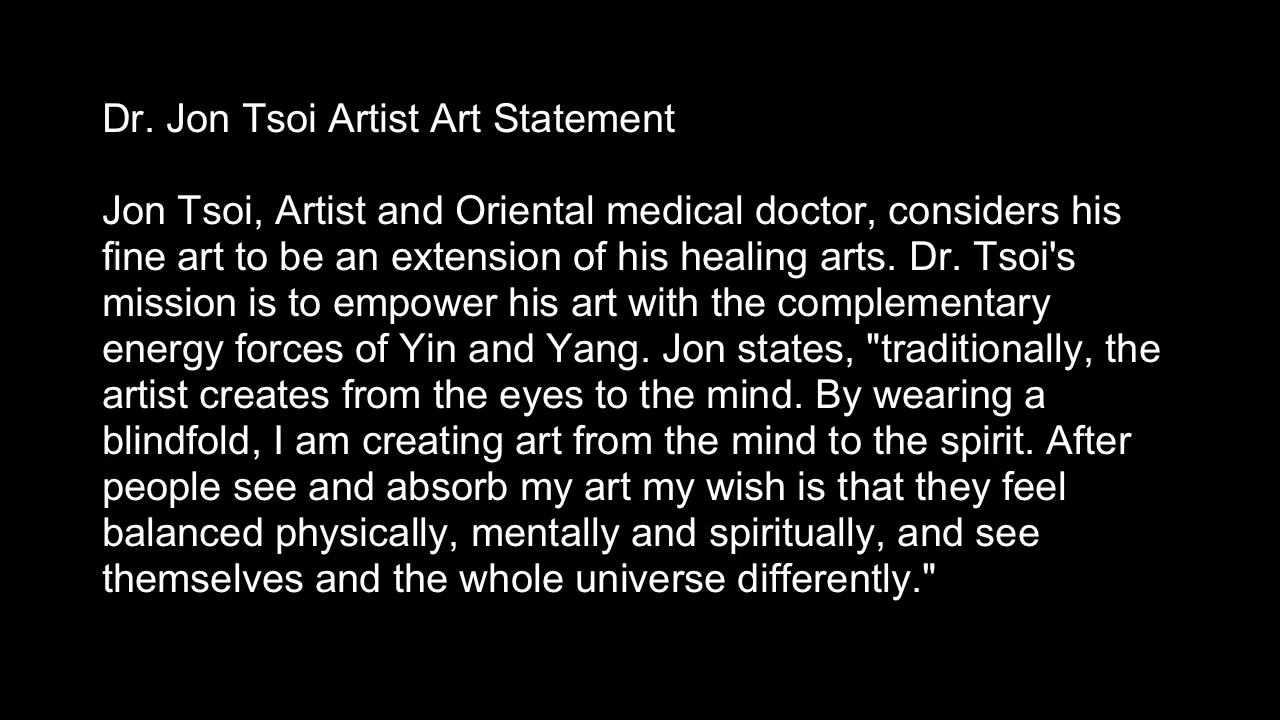 Dr. Jon Tsoi Artist Art Statement
Jon Tsoi, Artist and Oriental medical doctor, considers his
fine art to be an extension of his healing arts. Dr. Tsoi's
mission is to empower his art with the complementary
energy forces of Yin and Yang. Jon states, "traditionally, the
artist creates from the eyes to the mind. By wearing a
blindfold, I am creating art from the mind to the spirit. After
people see and absorb my art my wish is that they feel
balanced physically, mentally and spiritually, and see
themselves and the whole universe differently."